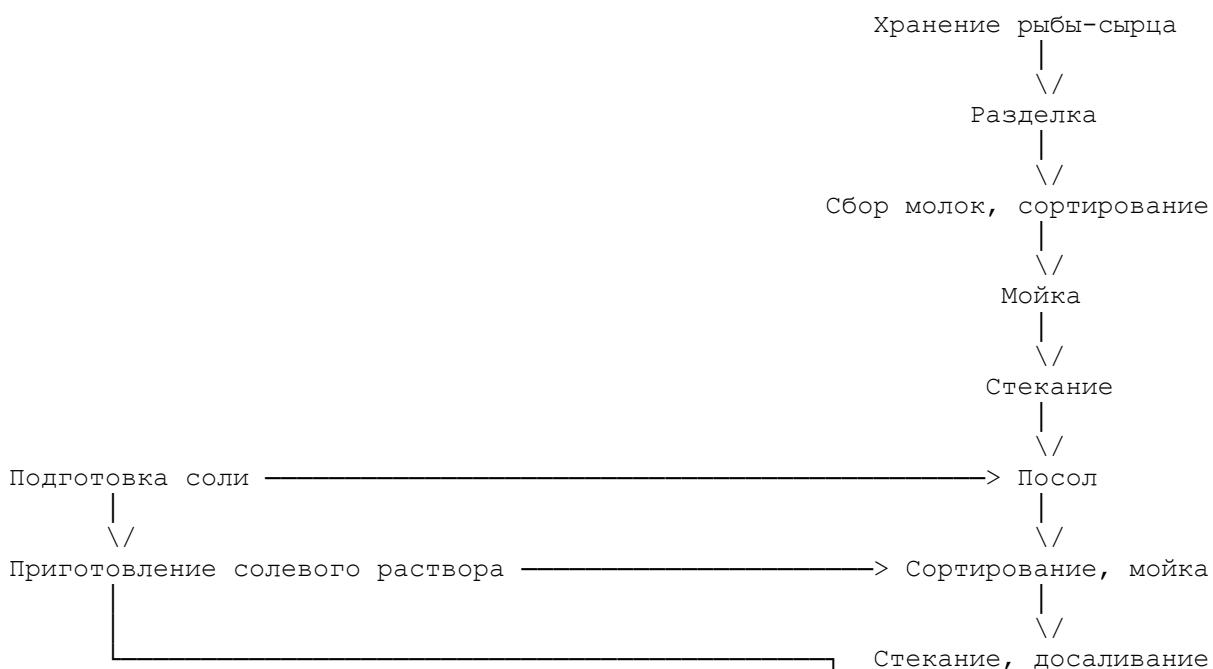 Хранение рыбы-сырца
Разделка
Сбор молок, сортирование
Мойка
Стекание
Подготовка соли ─────────────────────────────────────────────> Посол
Приготовление солевого раствора ──────────────────────> Сортирование, мойка
Стекание, досаливание